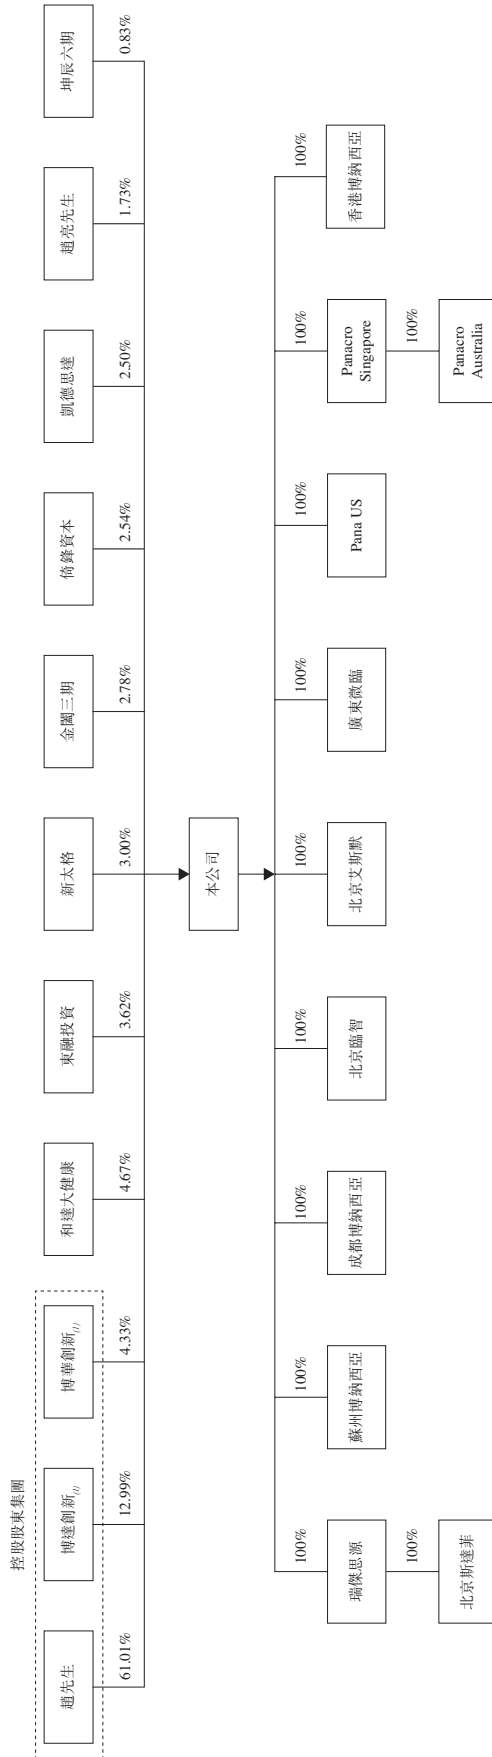 控股股東集團
趙先生
博達創新(1)
博華創新(1)
和達大健康
東融投資
新太格
金闔三期
倚鋒資本
凱德思達
趙亮先生
坤辰六期
61.01%
12.99%
4.33%
4.67%
3.62%
3.00%
2.78%
2.54%
2.50%
1.73%
0.83%
本公司
100%
100%
100%
100%
100%
100%
100%
100%
100%
瑞傑思源
蘇州博納西亞
成都博納西亞
北京臨智
北京艾斯默
廣東微臨
Pana US
Panacro
Singapore
香港博納西亞
100%
100%
北京斯達菲
Panacro
Australia